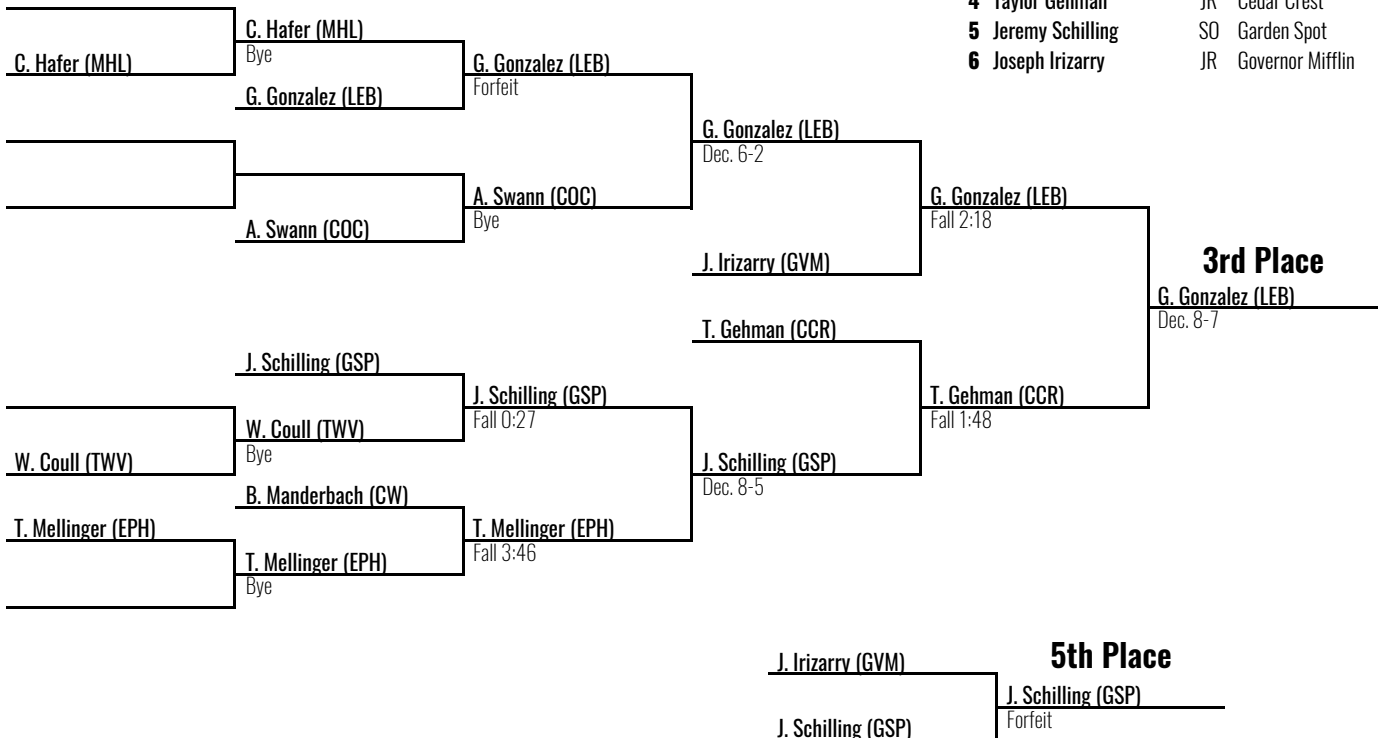 4 Taylor Gehman JR Cedar Crest
C. Hafer (MHL)
5 Jeremy Schilling SO Garden Spot
Bye
C. Hafer (MHL)
G. Gonzalez (LEB)
6 Joseph Irizarry JR Governor Mifflin
Forfeit
G. Gonzalez (LEB)
G. Gonzalez (LEB)
Dec. 6-2
A. Swann (COC)
G. Gonzalez (LEB)
Bye
Fall 2:18
A. Swann (COC)
J. Irizarry (GVM)
3rd Place
G. Gonzalez (LEB)
Dec. 8-7
T. Gehman (CCR)
J. Schilling (GSP)
J. Schilling (GSP)
T. Gehman (CCR)
Fall 0:27
Fall 1:48
W. Coull (TWV)
Bye
W. Coull (TWV)
J. Schilling (GSP)
Dec. 8-5
B. Manderbach (CW)
T. Mellinger (EPH)
T. Mellinger (EPH)
Fall 3:46
T. Mellinger (EPH)
Bye
5th Place
J. Irizarry (GVM)
J. Schilling (GSP)
Forfeit
J. Schilling (GSP)